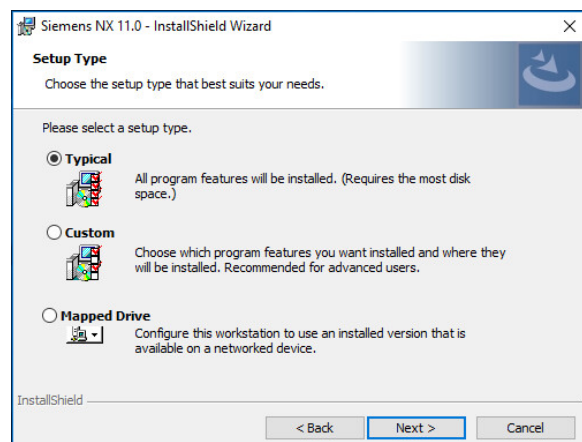 Siemens NX 11.0 - InstallShield Wizard
Setup Type
Choose the setup type that best suits your needs.
Please select a setup type.
Typical
All program features will be installed. (Requires the most disk
space.)
Custom
Choose which program features you want installed and where they
will be installed. Recommended for advanced users.
Mapped Drive
Configure this workstation to use an installed version that is
available on a networked device.
InstallShield
< Back Next > Cancel